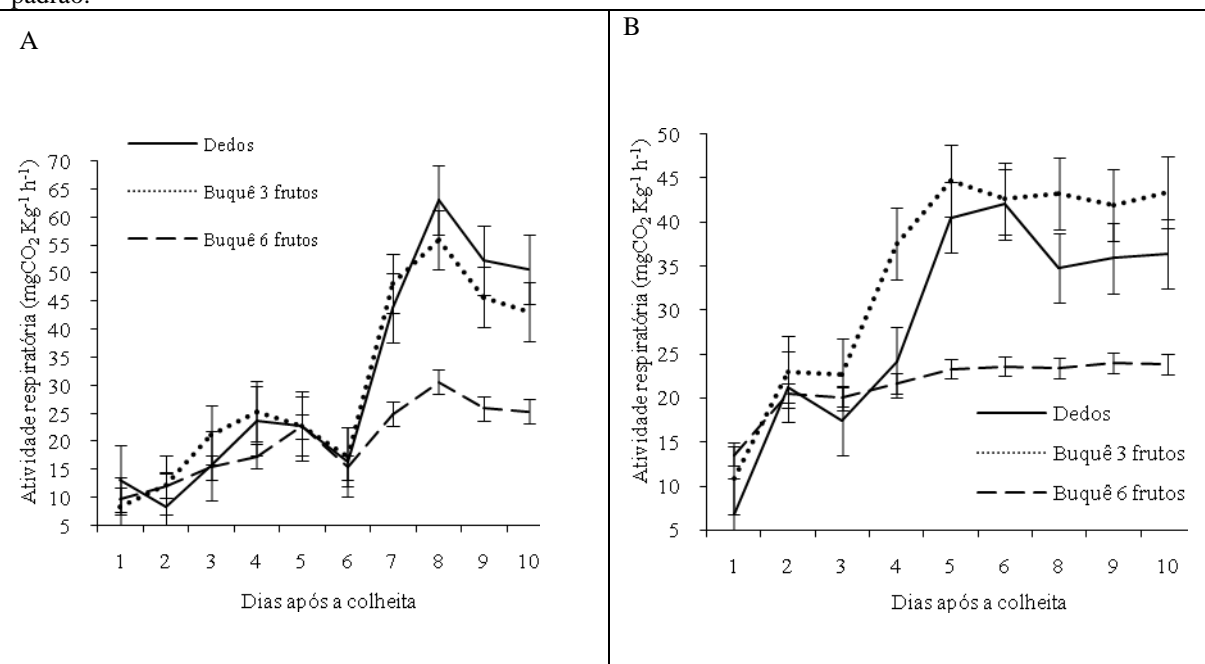 padrão.
A
Dedos
Buquê 3 frutos
Buquê 6 frutos
Atividade respiratória (mgCO₂ Kg⁻¹ h⁻¹)
70
65
60
55
50
45
40
35
30
25
20
15
10
5
1 2 3 4 5 6 7 8 9 10
Dias após a colheita
B
Atividade respiratória (mgCO₂ Kg⁻¹ h⁻¹)
50
45
40
35
30
25
20
15
10
5
Dedos
Buquê 3 frutos
Buquê 6 frutos
1 2 3 4 5 6 8 9 10
Dias após a colheita